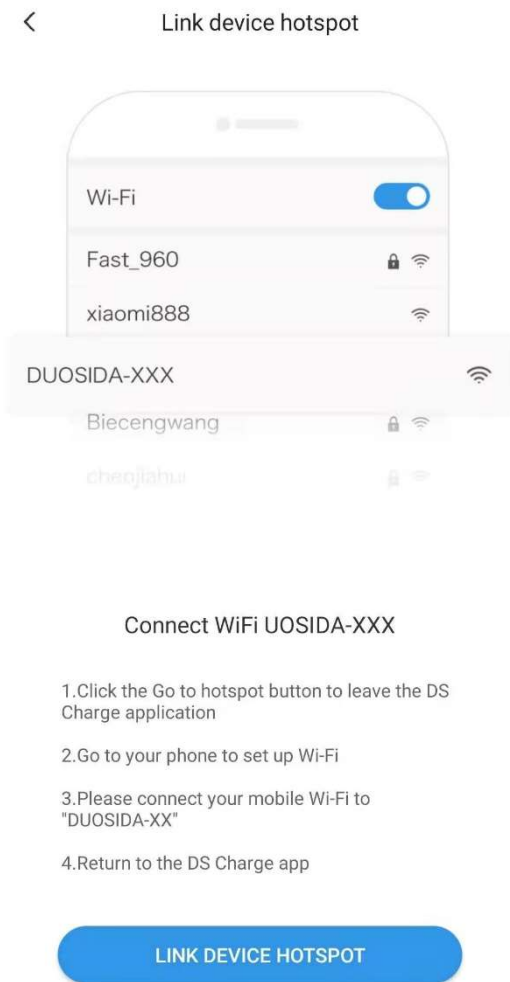 Link device hotspot
Wi-Fi
Fast_960
xiaomi888
DUOSIDA-XXX
Biecengwang
chenjiahui
Connect WiFi UOSIDA-XXX
1.Click the Go to hotspot button to leave the DS
Charge application
2.Go to your phone to set up Wi-Fi
3.Please connect your mobile Wi-Fi to
"DUOSIDA-XX"
4.Return to the DS Charge app
LINK DEVICE HOTSPOT